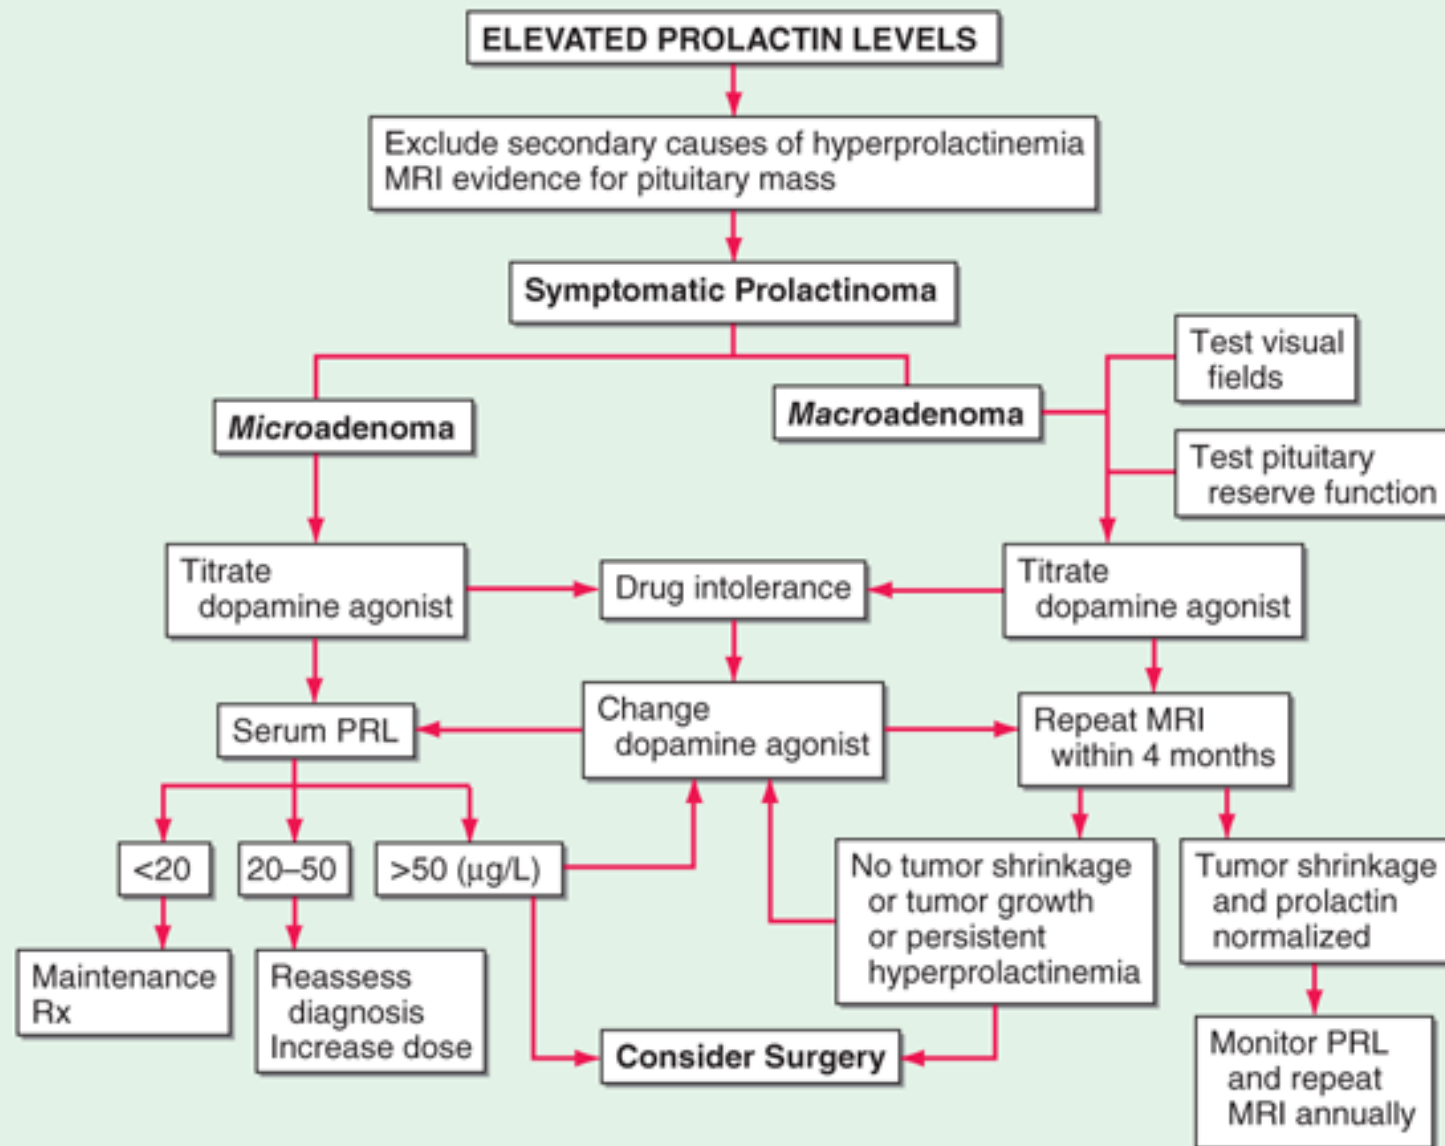 ELEVATED PROLACTIN LEVELS
Exclude secondary causes of hyperprolactinemia
MRI evidence for pituitary mass
Symptomatic Prolactinoma
Test visual
fields
Microadenoma
Macroadenoma
Test pituitary
reserve function
Titrate
dopamine agonist
Drug intolerance
Titrate
dopamine agonist
Serum PRL
Change
dopamine agonist
Repeat MRI
within 4 months
<20
20–50
>50 (μg/L)
No tumor shrinkage
or tumor growth
or persistent
hyperprolactinemia
Tumor shrinkage
and prolactin
normalized
Maintenance
Rx
Reassess
diagnosis
Increase dose
Consider Surgery
Monitor PRL
and repeat
MRI annually